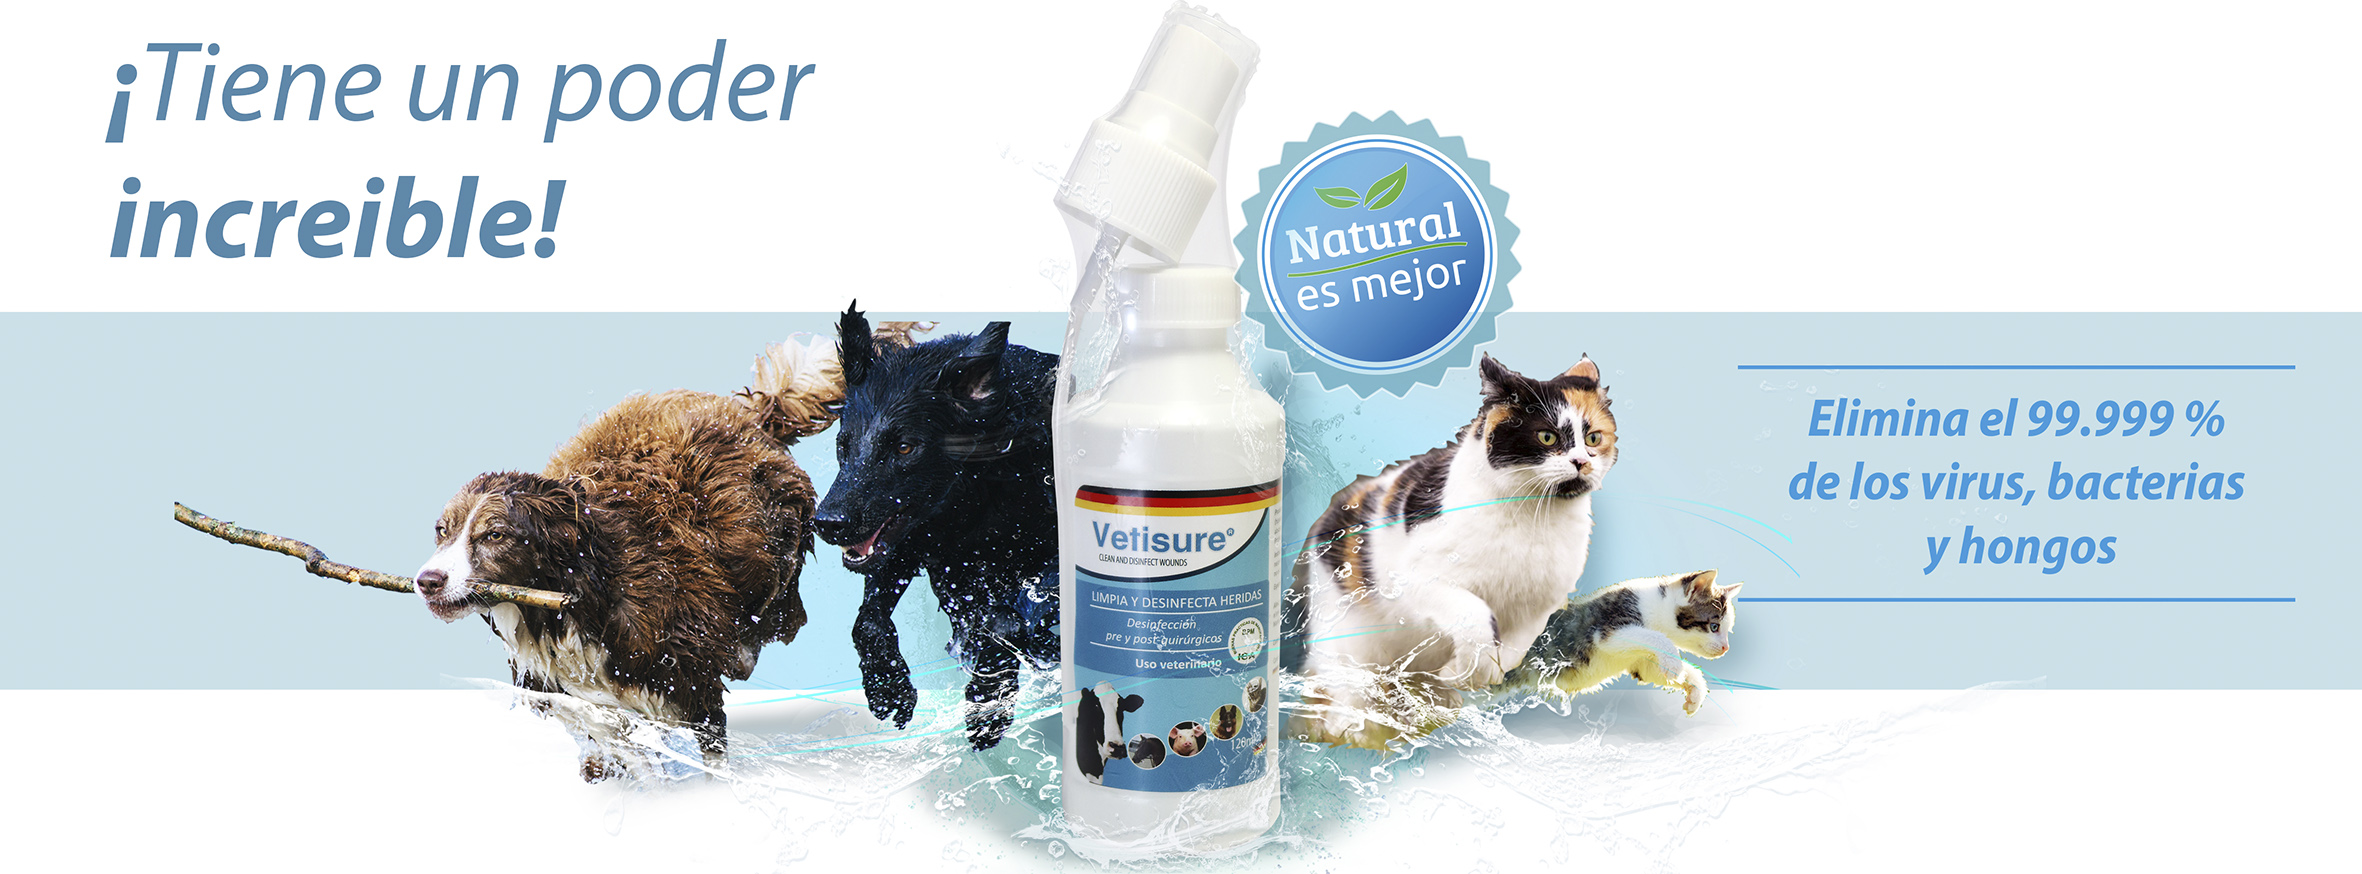 ¡Tiene un poder
increible!
Natural
es mejor
Elimina el 99.999 %
de los virus, bacterias
y hongos
Vetisure
CLEAN AND DISINFECT WOUNDS
LIMPIA Y DESINFECTA HERIDAS
Desinfección
pre y post-quirúrgicos
Uso veterinario
ICA